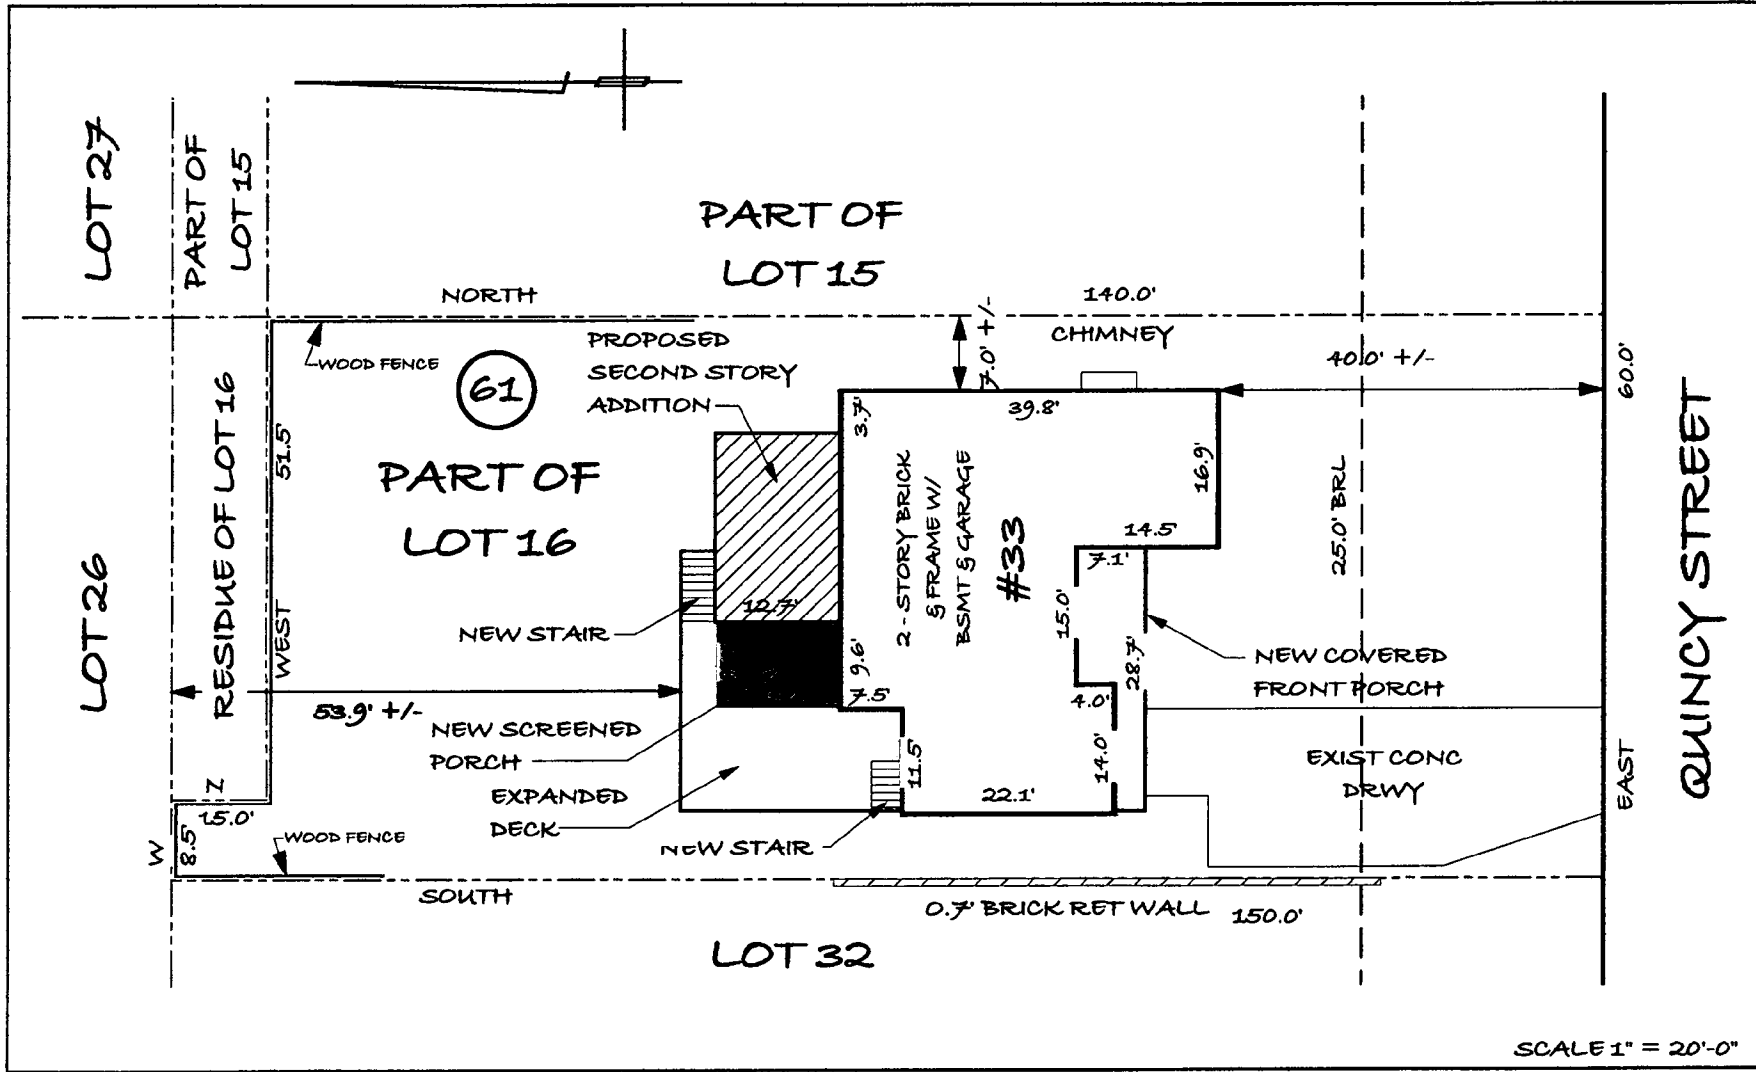 LOT 27
PART OF
LOT 15
PART OF
LOT 15
NORTH
140.0'
WOOD FENCE
61
PROPOSED
SECOND STORY
ADDITION
7.0' +/-
CHIMNEY
40.0' +/-
60.0'
3.7'
39.8'
RESIDUE OF LOT 16
51.5'
PART OF
LOT 16
2 - STORY BRICK
& FRAME W/
BSMT & GARAGE
#33
16.9'
14.5'
7.1'
25.0' BRL
QUINCY STREET
LOT 26
WEST
NEW STAIR
12.7'
9.6'
7.5'
15.0'
28.7'
4.0'
NEW COVERED
FRONT PORCH
53.9' +/-
NEW SCREENED
PORCH
EXPANDED
DECK
11.5'
22.1'
14.0'
EXIST CONC
DRWY
EAST
N
15.0'
W
8.5'
WOOD FENCE
NEW STAIR
SOUTH
0.7' BRICK RET WALL
150.0'
LOT 32
SCALE 1" = 20'-0"